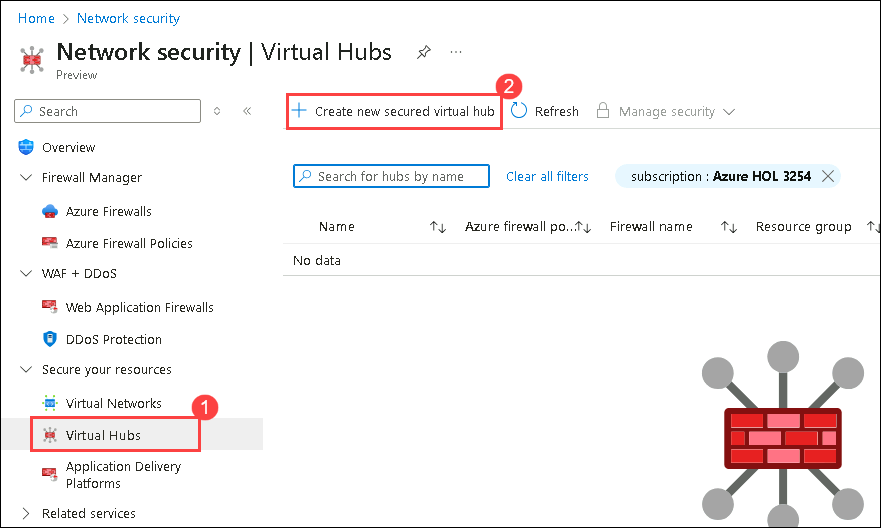 Home > Network security
Network security | Virtual Hubs
...
Preview
Search
«
Overview
Firewall Manager
Azure Firewalls
Azure Firewall Policies
WAF + DDoS
Web Application Firewalls
DDoS Protection
Secure your resources
Virtual Networks
1
Virtual Hubs
Application Delivery
Platforms
Related services
2
+ Create new secured virtual hub
Refresh
Manage security
Search for hubs by name
Clear all filters
subscription : Azure HOL 3254
Name
Azure firewall po...
Firewall name
Resource group
No data